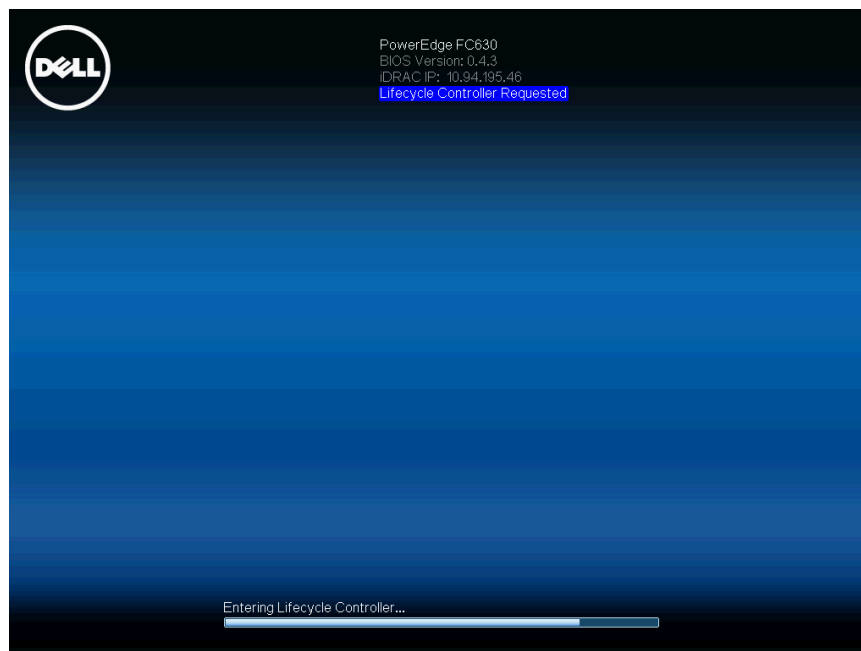 DELL
PowerEdge FC630
BIOS Version: 0.4.3
iDRAC IP: 10.94.195.46
Lifecycle Controller Requested
Entering Lifecycle Controller...